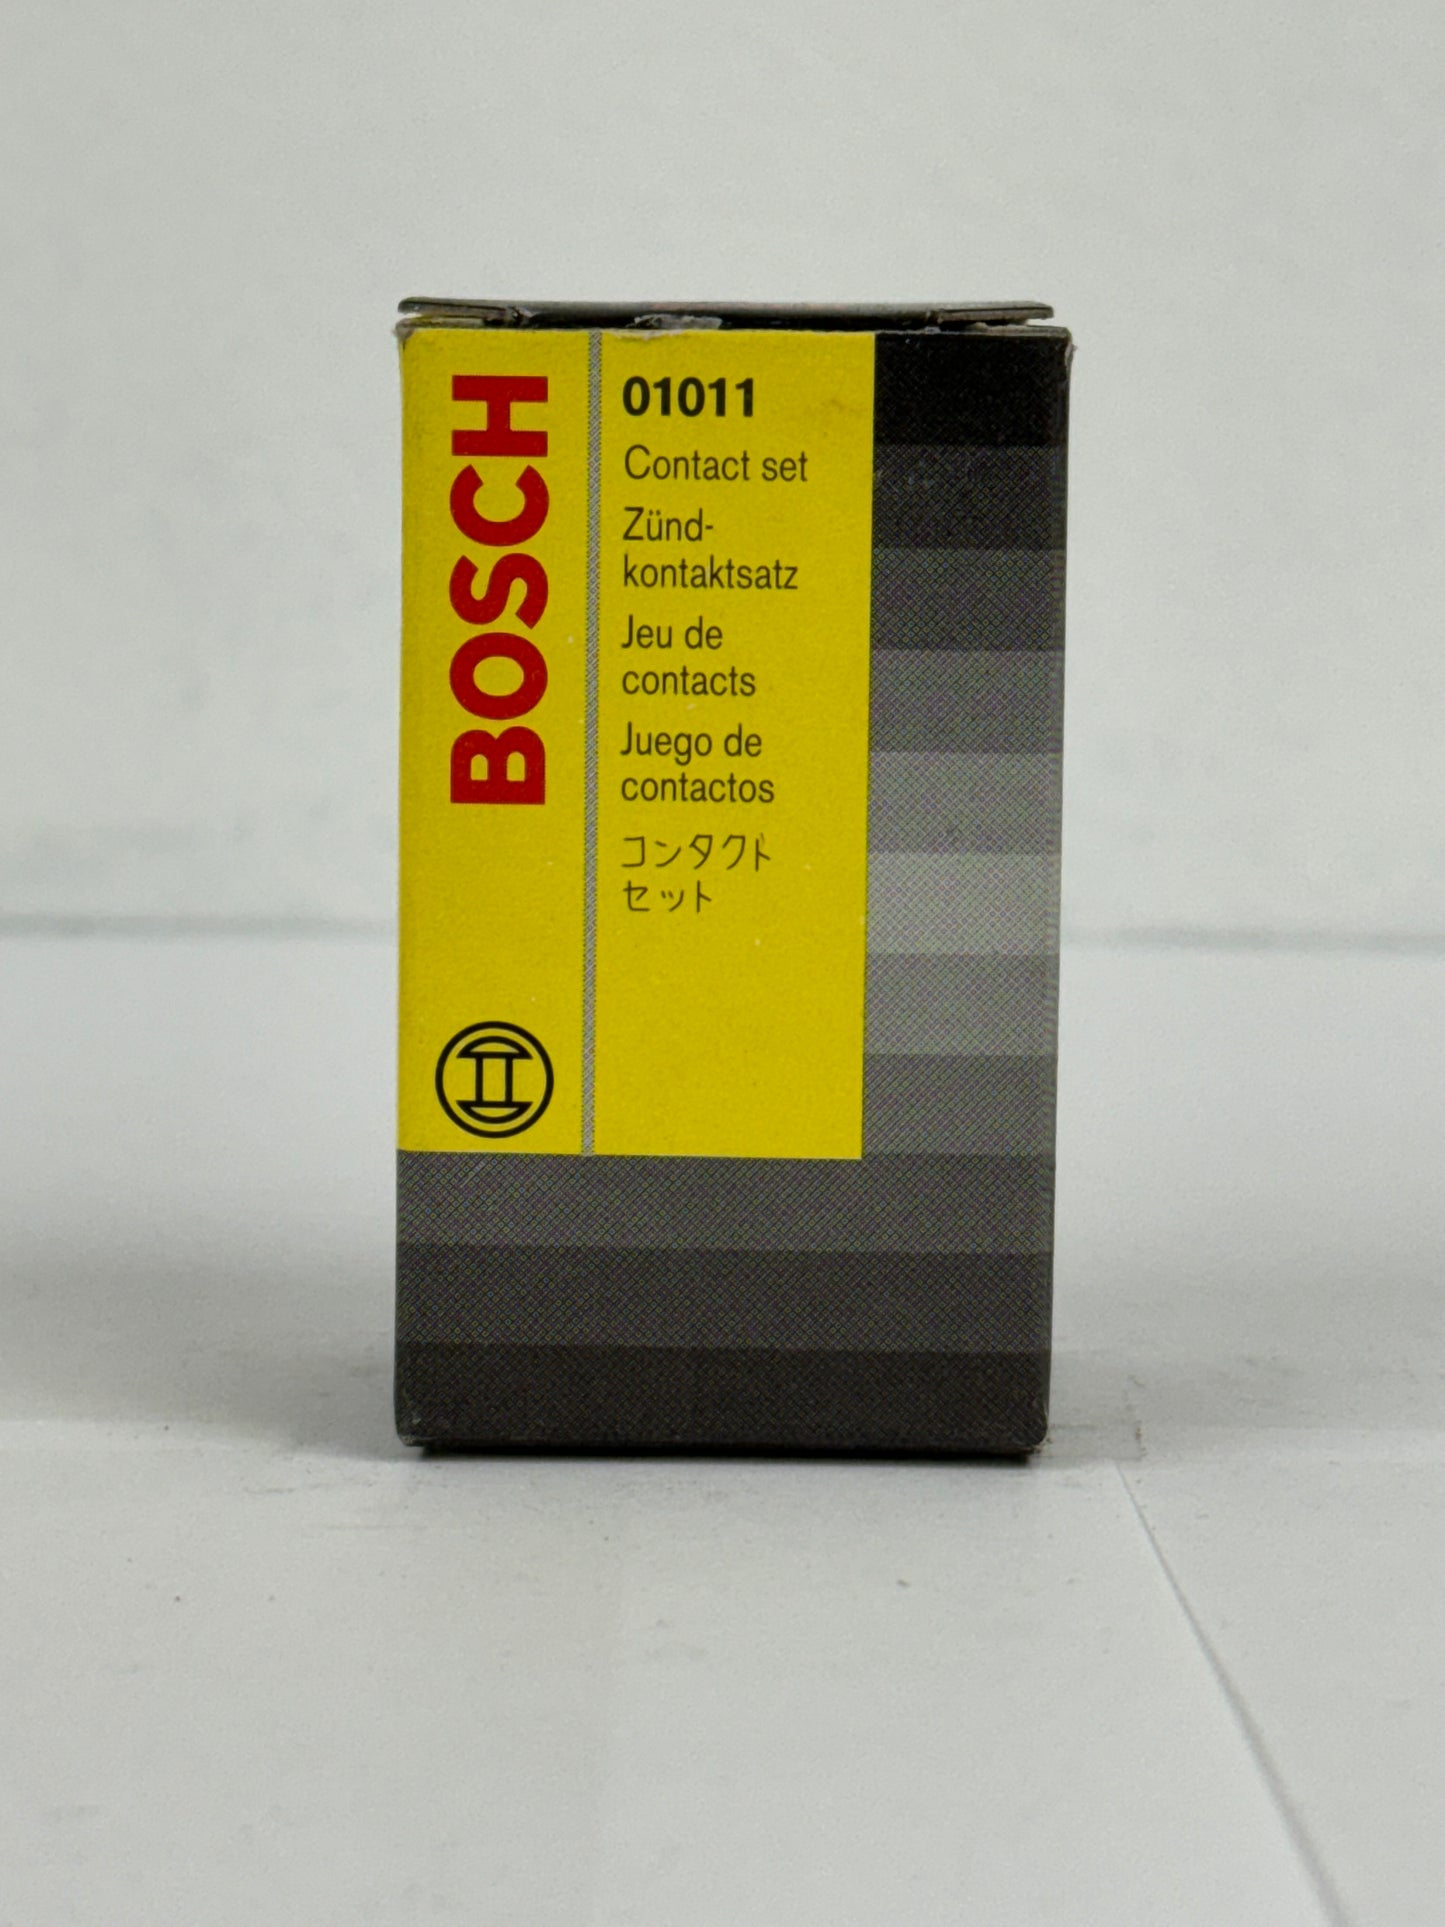 BOSCH
01011
Contact set
Zünd-
kontaktsatz
Jeu de
contacts
Juego de
contactos
コンタクト
セット